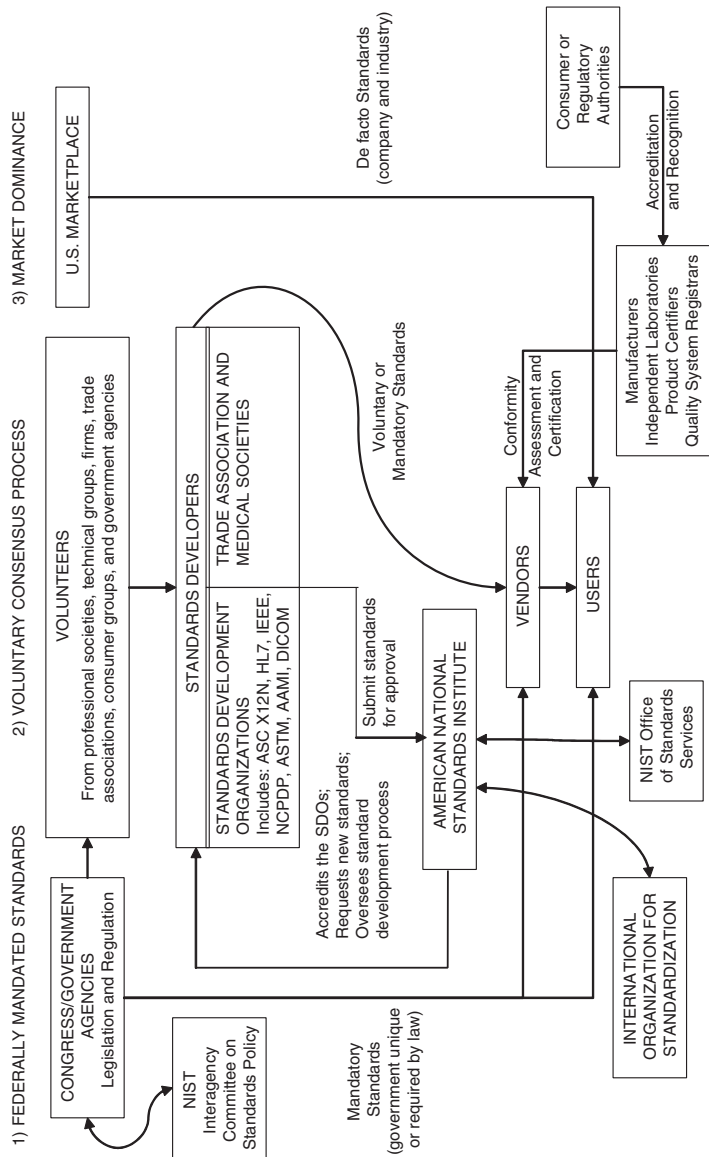 1) FEDERALLY MANDATED STANDARDS
2) VOLUNTARY CONSENSUS PROCESS
3) MARKET DOMINANCE
CONGRESS/GOVERNMENT
AGENCIES
Legislation and Regulation
VOLUNTEERS
From professional societies, technical groups, firms, trade
associations, consumer groups, and government agencies
U.S. MARKETPLACE
NIST
Interagency
Committee on
Standards Policy
STANDARDS DEVELOPERS
STANDARDS DEVELOPMENT
ORGANIZATIONS
Includes: ASC X12N, HL7, IEEE,
NCPDP, ASTM, AAMI, DICOM
TRADE ASSOCIATION AND
MEDICAL SOCIETIES
Accredits the SDOs;
Requests new standards;
Oversees standard
development process
Submit standards
for approval
Voluntary or
Mandatory Standards
De facto Standards
(company and industry)
Mandatory
Standards
(government unique
or required by law)
AMERICAN NATIONAL
STANDARDS INSTITUTE
VENDORS
Conformity
Assessment and
Certification
USERS
Consumer or
Regulatory
Authorities
Accreditation
and Recognition
INTERNATIONAL
ORGANIZATION FOR
STANDARDIZATION
NIST Office
of Standards
Services
Manufacturers
Independent Laboratories
Product Certifiers
Quality System Registrars